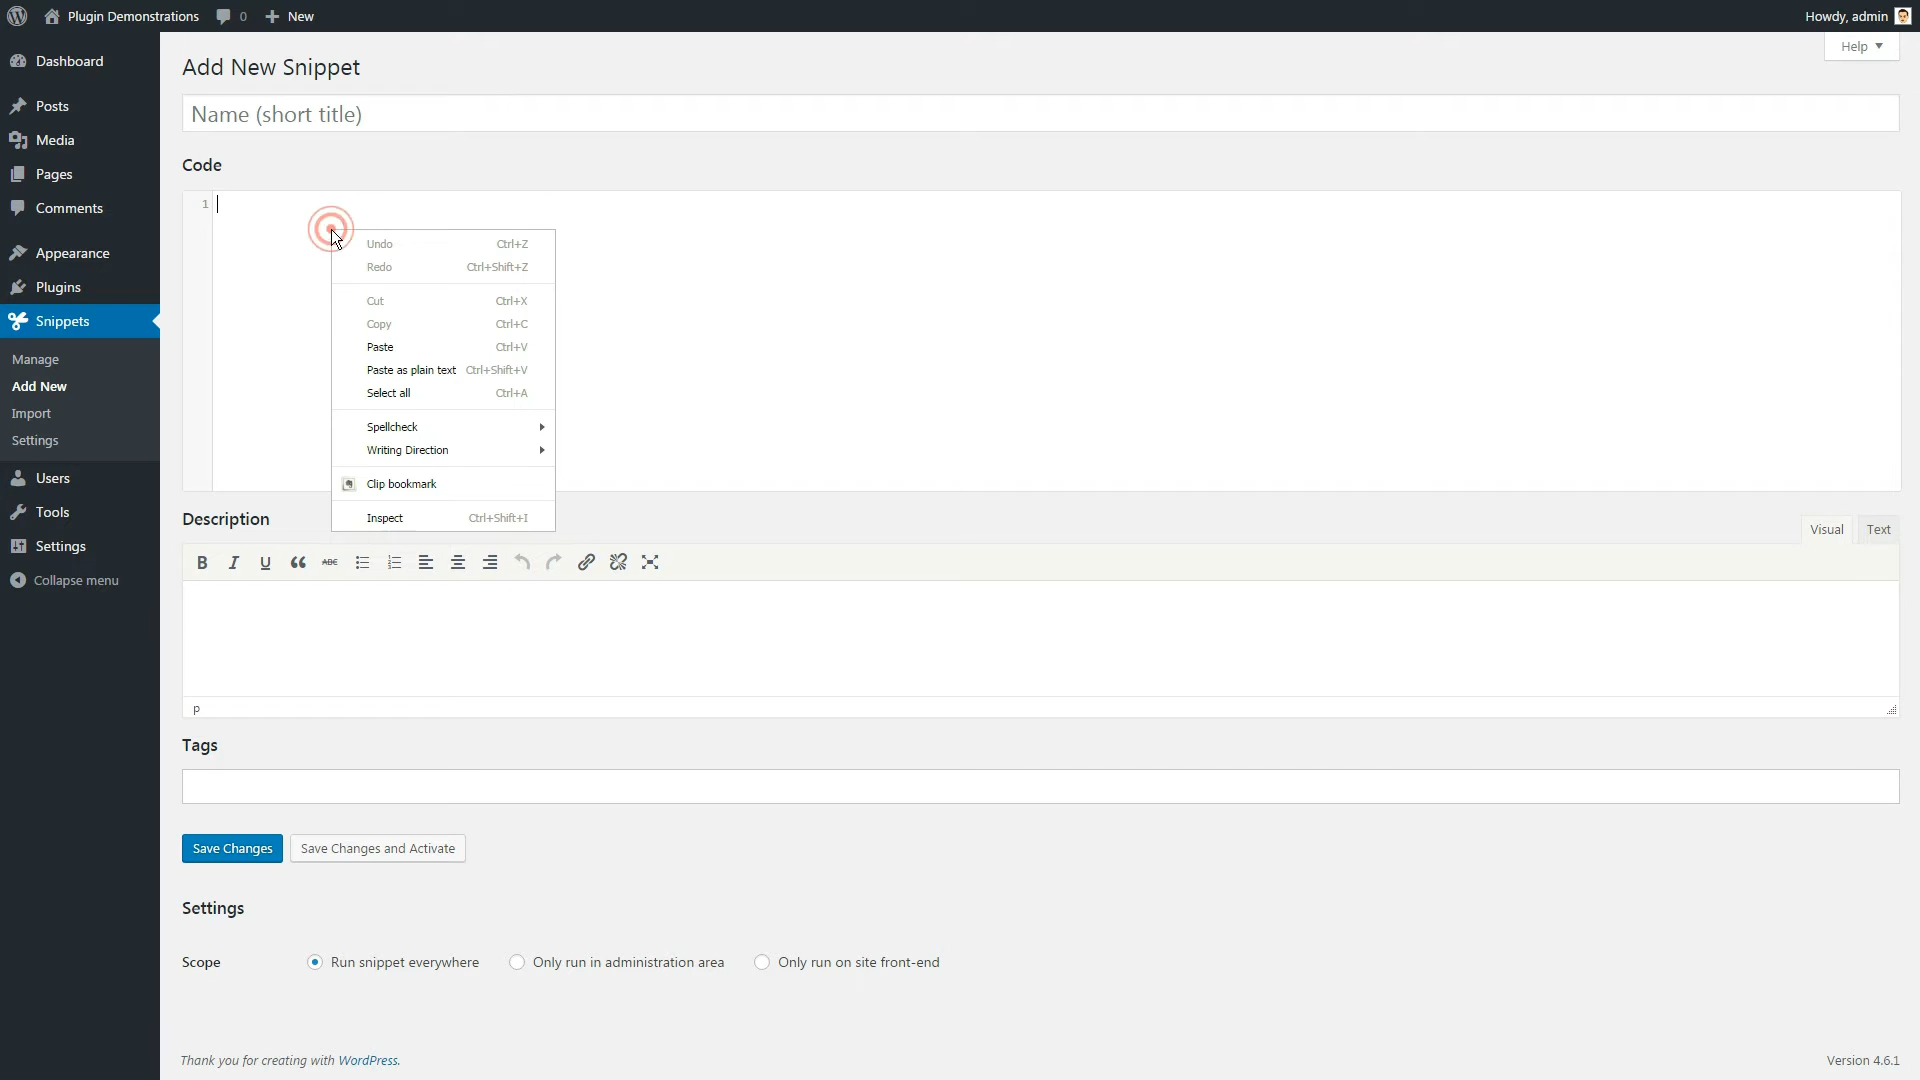 Plugin Demonstrations 0 New Howdy, admin
Help
Dashboard
Posts
Media
Pages
Comments
Appearance
Plugins
Snippets
Manage
Add New
Import
Settings
Users
Tools
Settings
Collapse menu
Add New Snippet
Name (short title)
Code
1
Undo Ctrl+Z
Redo Ctrl+Shift+Z
Cut Ctrl+X
Copy Ctrl+C
Paste Ctrl+V
Paste as plain text Ctrl+Shift+V
Select all Ctrl+A
Spellcheck
Writing Direction
Clip bookmark
Inspect Ctrl+Shift+I
Description
Visual Text
B I U ABC
p
Tags
Save Changes Save Changes and Activate
Settings
Scope Run snippet everywhere Only run in administration area Only run on site front-end
Thank you for creating with WordPress. Version 4.6.1